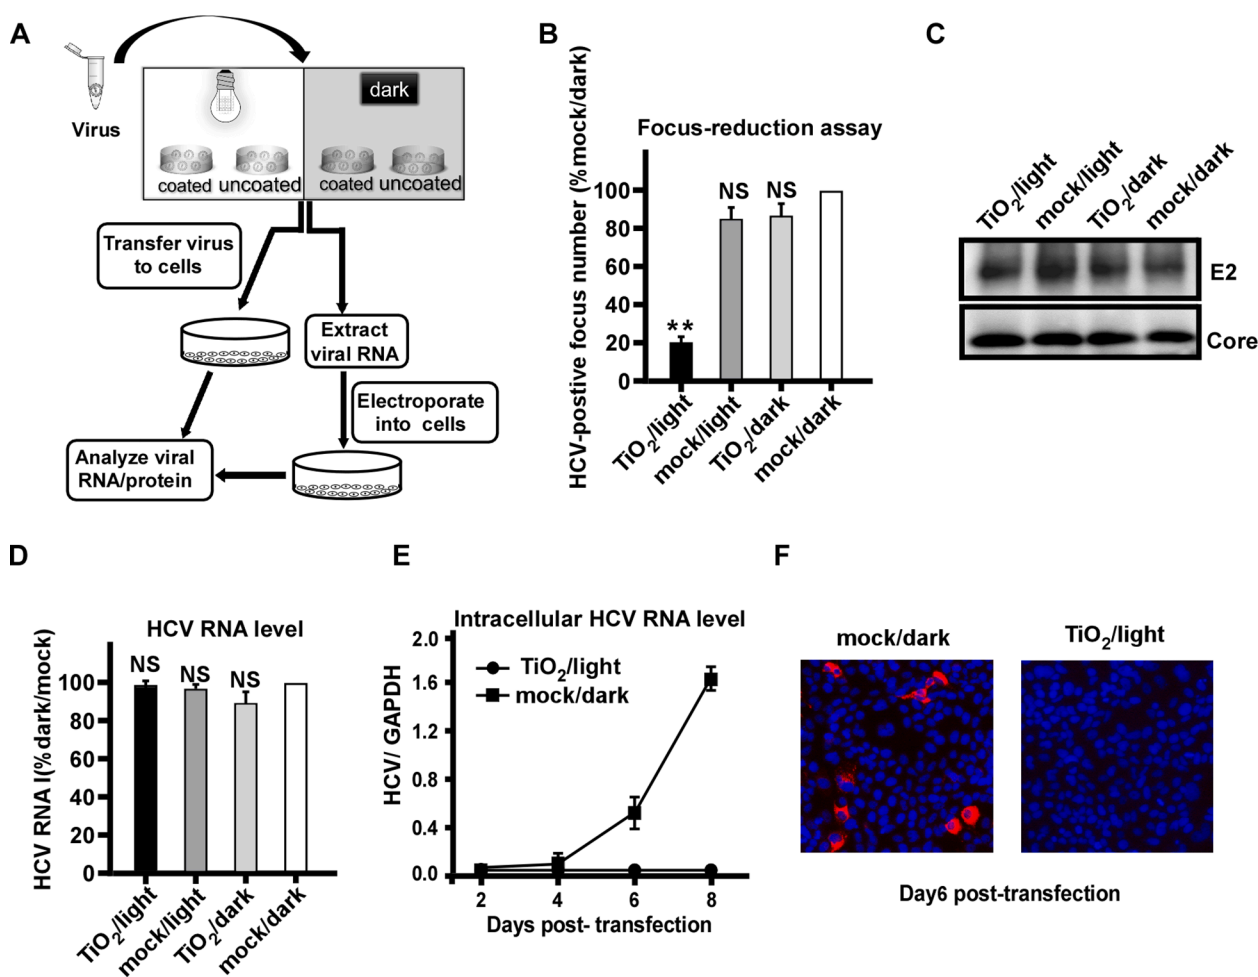 A
Virus
dark
coated uncoated coated uncoated
Transfer virus
to cells
Extract
viral RNA
Electroporate
into cells
Analyze viral
RNA/protein
B
Focus-reduction assay
HCV-postive focus number (%mock/dark)
100
80
60
40
20
0
**
NS
NS
TiO2/light
mock/light
TiO2/dark
mock/dark
C
TiO2/light
mock/light
TiO2/dark
mock/dark
E2
Core
D
HCV RNA level
HCV RNA l(%dark/mock)
100
80
60
40
20
0
NS
NS
NS
TiO2/light
mock/light
TiO2/dark
mock/dark
E
Intracellular HCV RNA level
HCV/ GAPDH
2.0
1.6
1.2
0.8
0.4
0.0
TiO2/light
mock/dark
2 4 6 8
Days post- transfection
F
mock/dark
TiO2/light
Day6 post-transfection